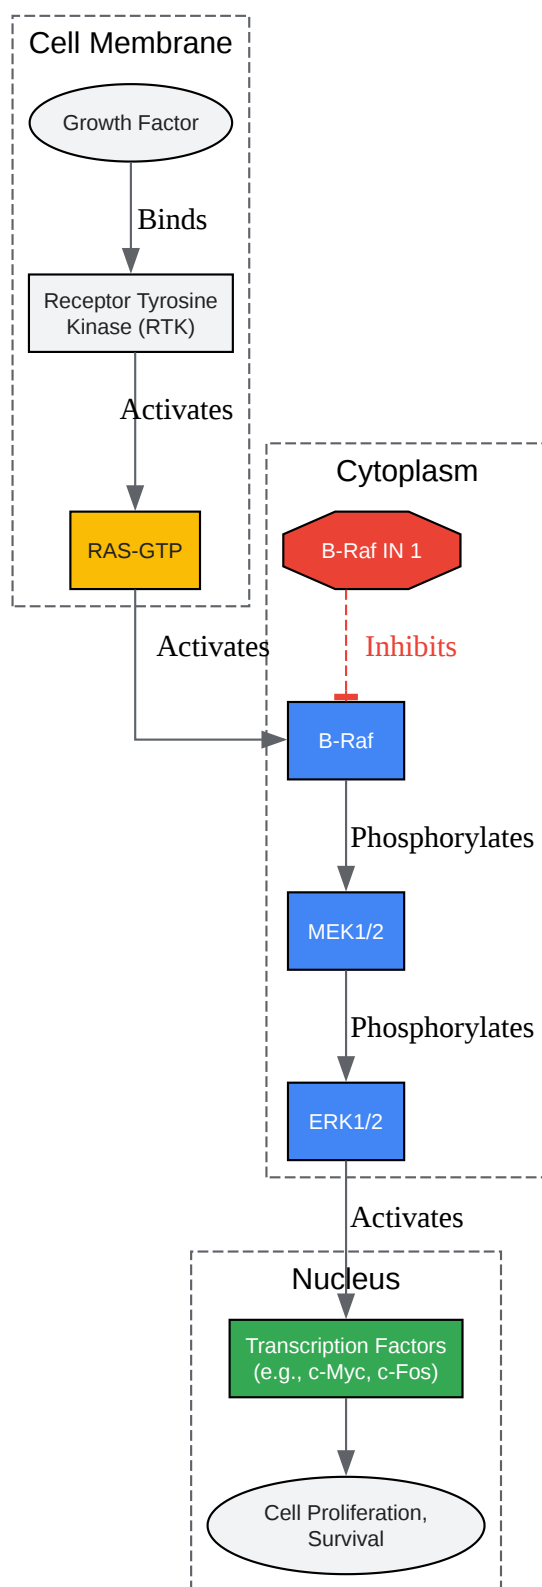 Cell Membrane
Growth Factor
Binds
Receptor Tyrosine
Kinase (RTK)
Activates
RAS-GTP
Activates
Cytoplasm
B-Raf IN 1
Inhibits
B-Raf
Phosphorylates
MEK1/2
Phosphorylates
ERK1/2
Activates
Nucleus
Transcription Factors
(e.g., c-Myc, c-Fos)
Cell Proliferation,
Survival